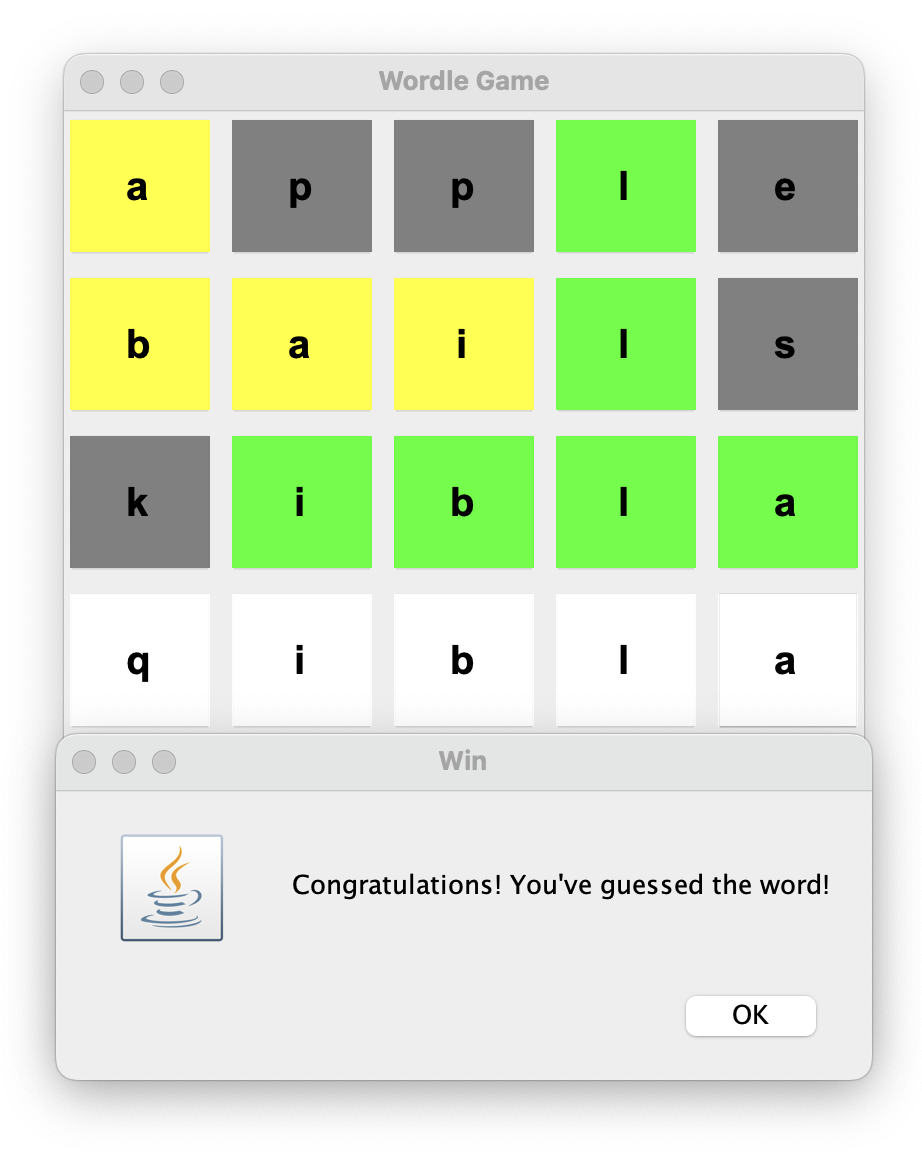 Wordle Game
a p p l e
b a i l s
k i b l a
q i b l a
Win
Congratulations! You've guessed the word!
OK